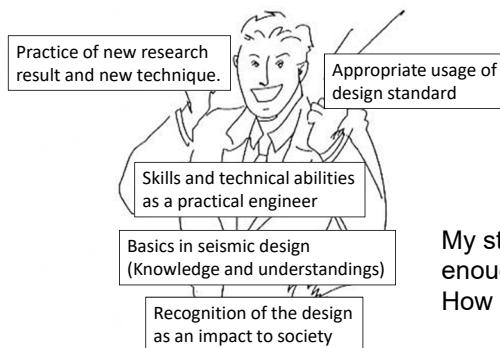 Practice of new research
result and new technique.
Appropriate usage of
design standard
Skills and technical abilities
as a practical engineer
Basics in seismic design
(Knowledge and understandings)
Recognition of the design
as an impact to society
My
How